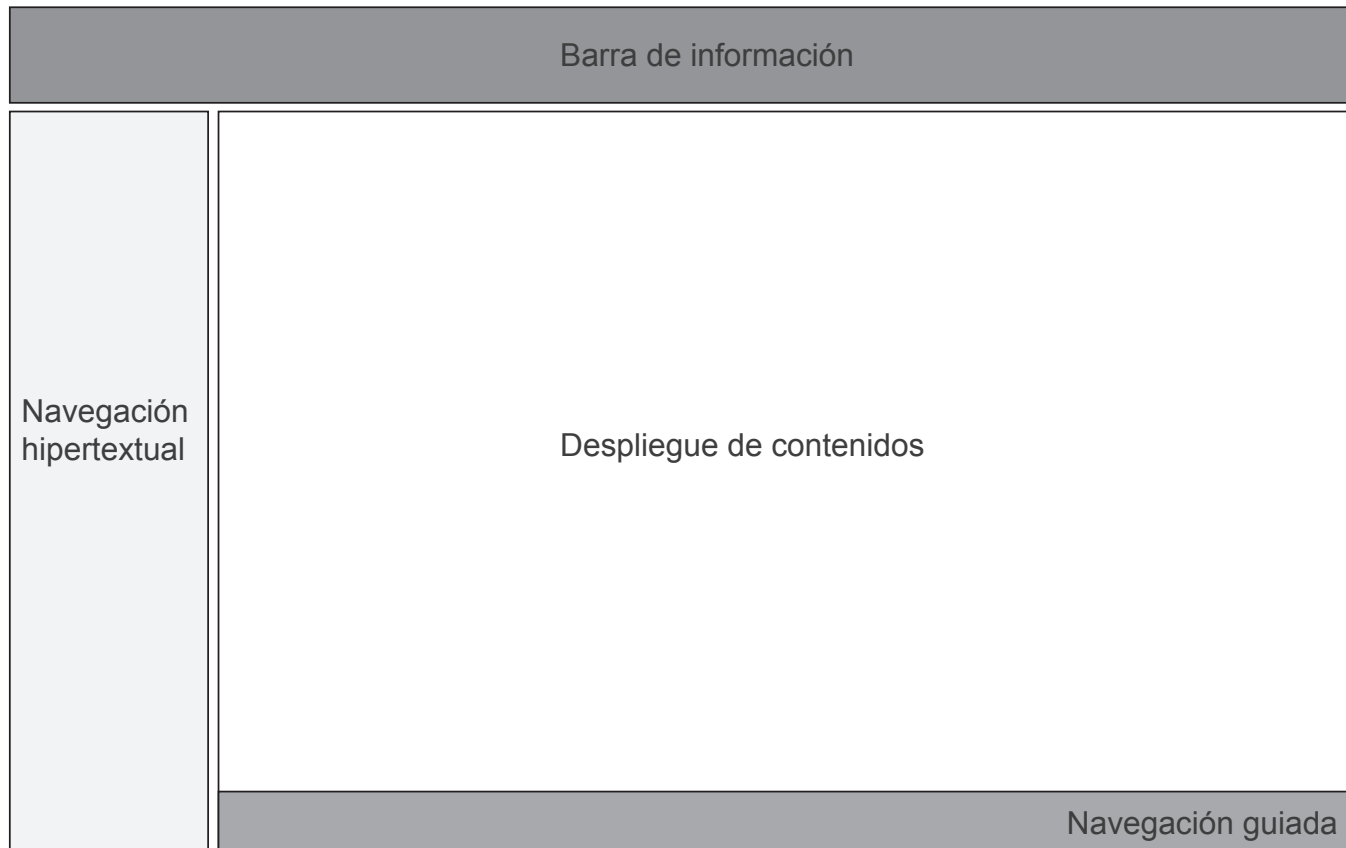 Barra de información
Navegación
hipertextual
Despliegue de contenidos
Navegación guiada